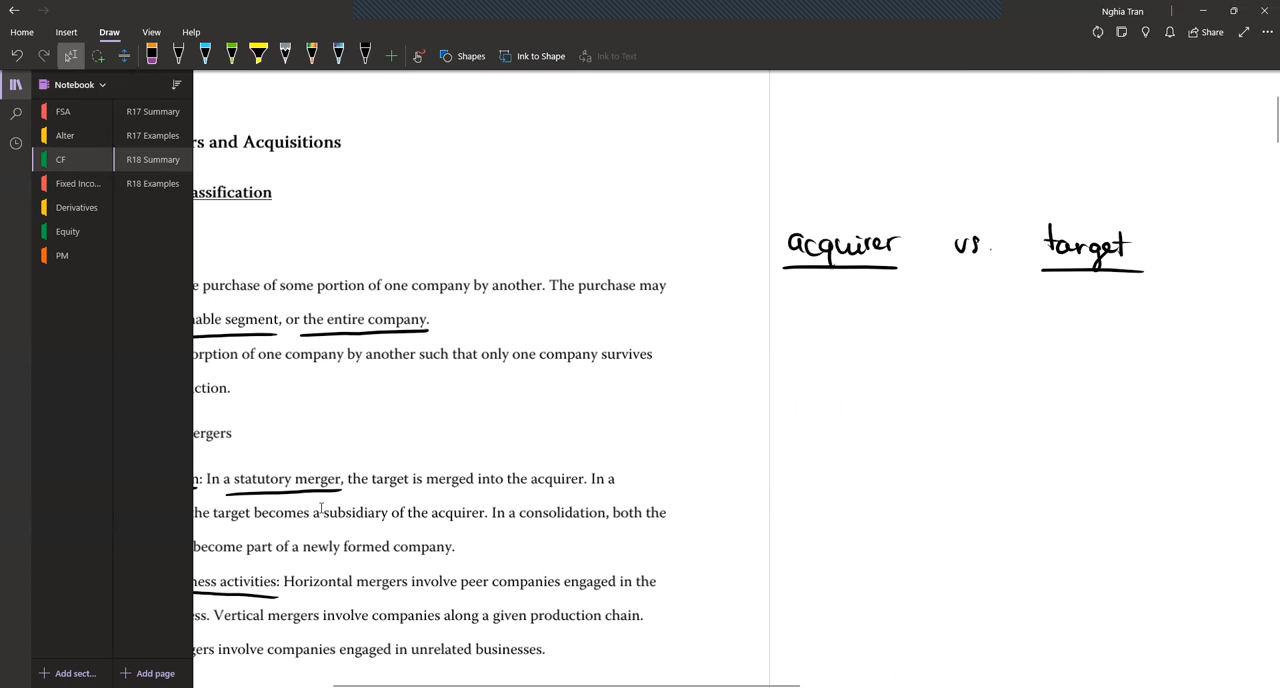 Nghia Tran
Home Insert Draw View Help
Share
Shapes Ink to Shape Ink to Text
Notebook
FSA R17 Summary
Alter R17 Examples
CF R18 Summary
Fixed Inco... R18 Examples
Derivatives
Equity
PM
rs and Acquisitions
assification
acquirer vs. target
e purchase of some portion of one company by another. The purchase may
nable segment, or the entire company.
orption of one company by another such that only one company survives
ction.
ergers
n: In a statutory merger, the target is merged into the acquirer. In a
he target becomes a subsidiary of the acquirer. In a consolidation, both the
become part of a newly formed company.
ness activities: Horizontal mergers involve peer companies engaged in the
ss. Vertical mergers involve companies along a given production chain.
gers involve companies engaged in unrelated businesses.
Add sect... Add page